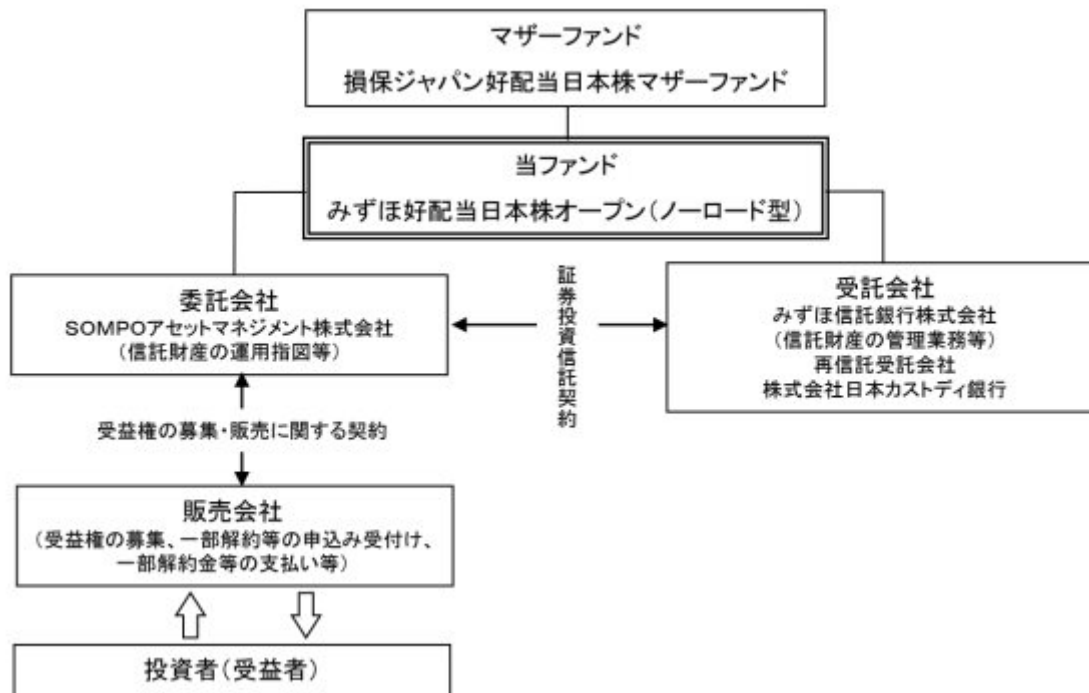 マザーファンド
損保ジャパン好配当日本株マザーファンド
当ファンド
みずほ好配当日本株オープン(ノーロード型)
委託会社
SOMPOアセットマネジメント株式会社
(信託財産の運用指図等)
証券投資信託契約
受託会社
みずほ信託銀行株式会社
(信託財産の管理業務等)
再信託受託会社
株式会社日本カストディ銀行
受益権の募集・販売に関する契約
販売会社
(受益権の募集、一部解約等の申込み受付け、
一部解約金等の支払い等)
投資者(受益者)